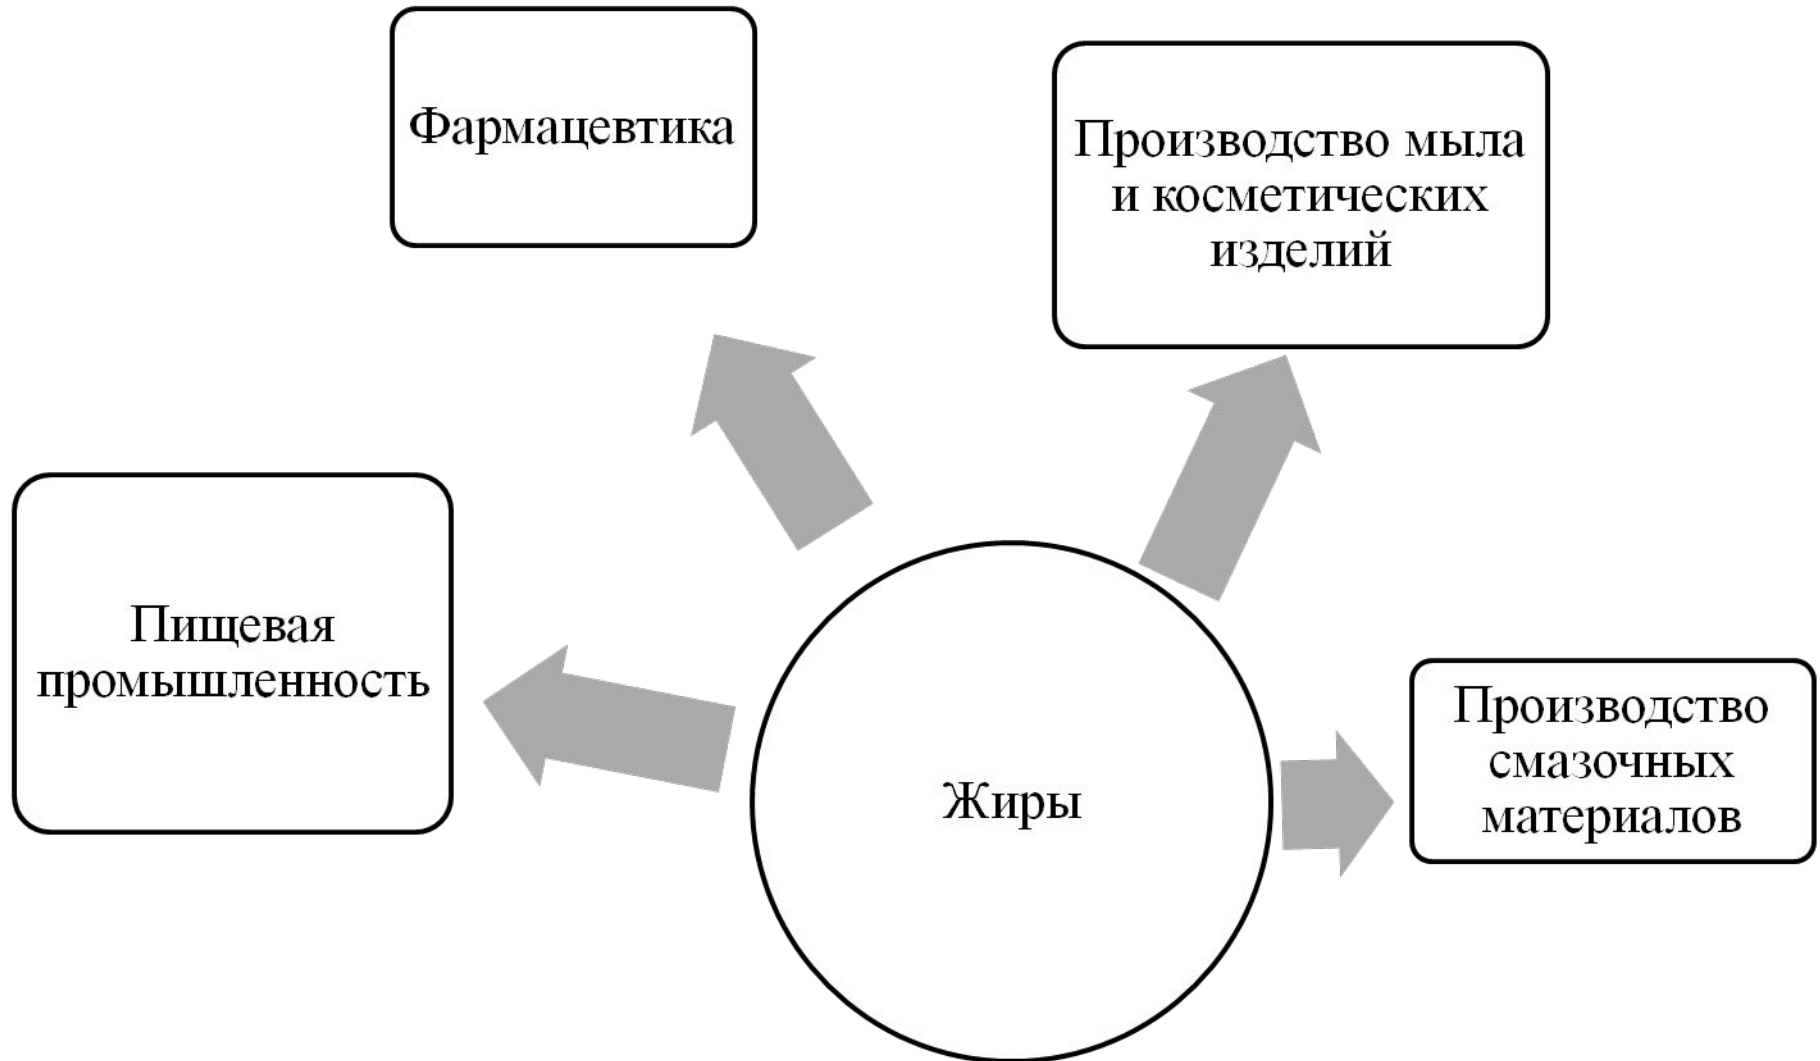 Фармацевтика
Производство мыла
и косметических
изделий
Пищевая
промышленность
Жиры
Производство
смазочных
материалов